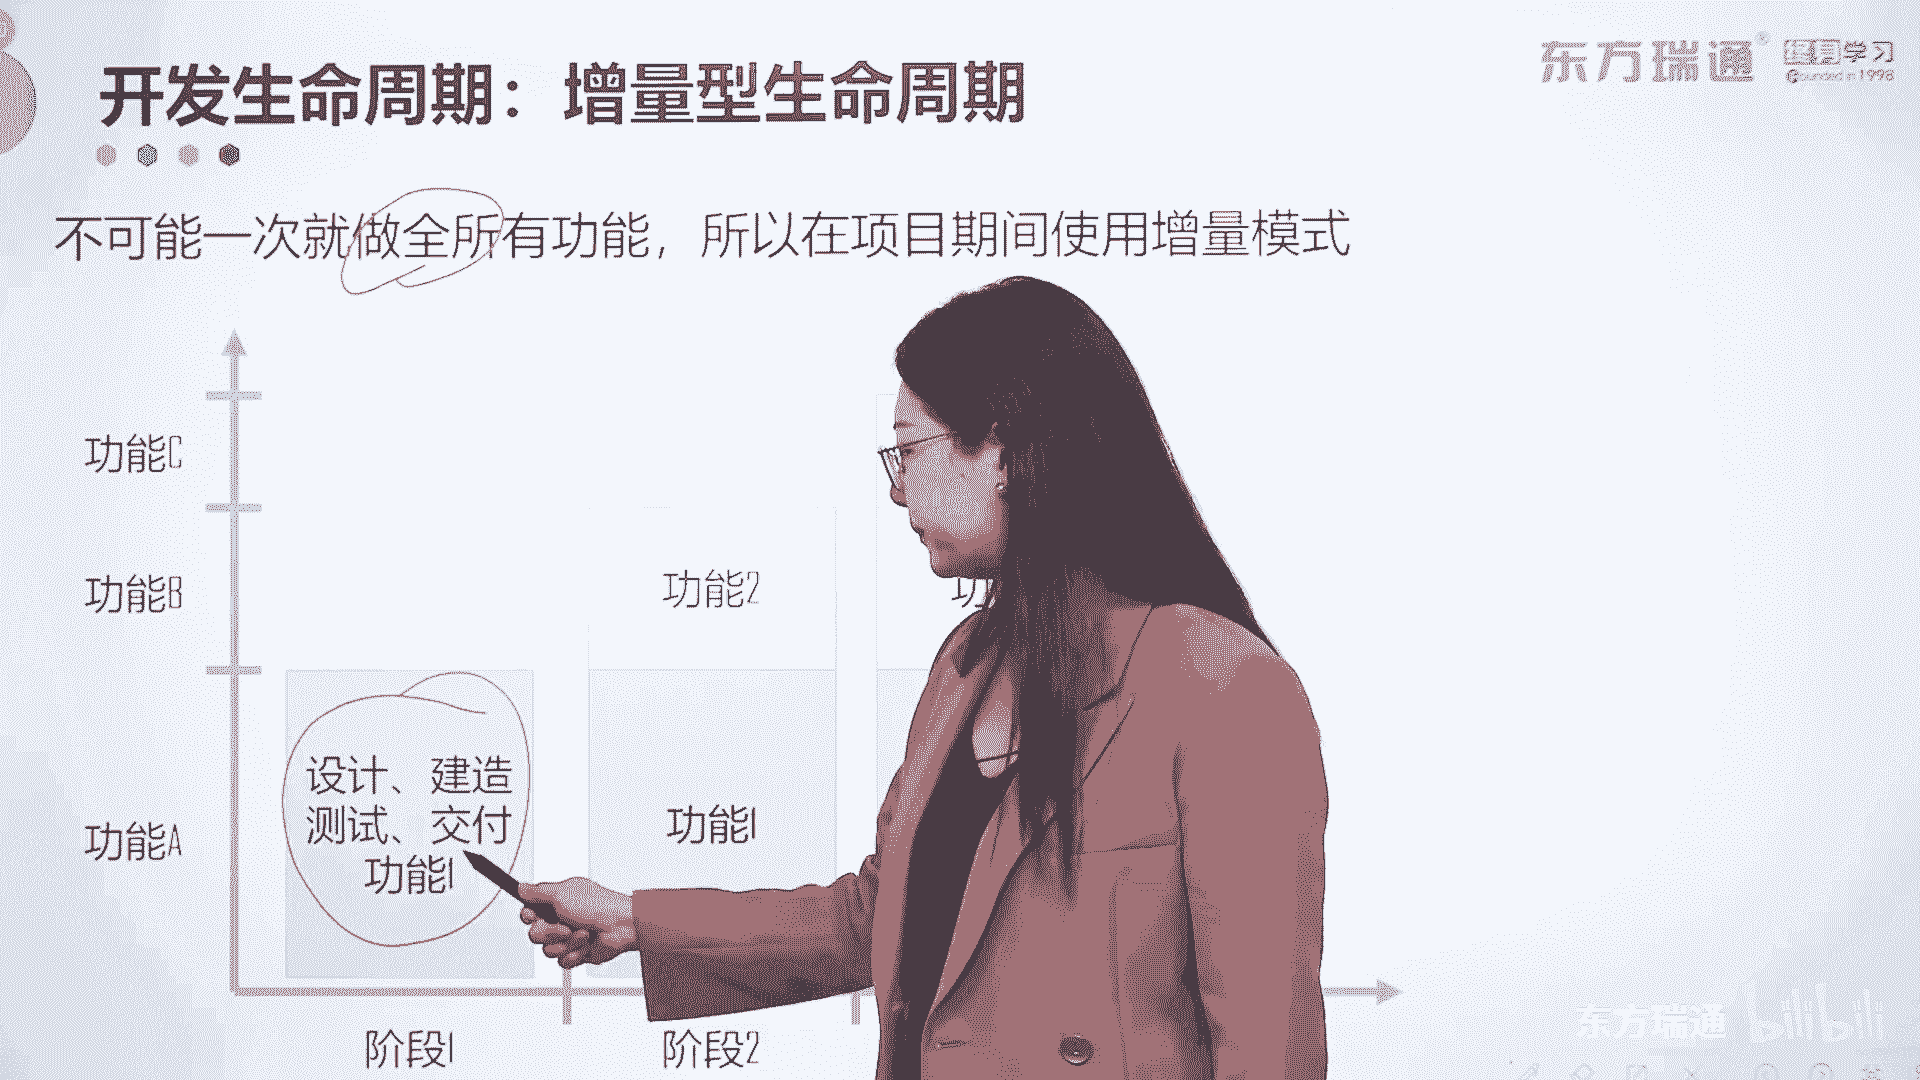 开发生命周期：增量型生命周期
东方瑞通® 终身学习
Founded in 1998
不可能一次就做全所有功能，所以在项目期间使用增量模式
功能C
功能B
功能2
功
设计、建造
测试、交付
功能1
功能A
功能1
阶段1
阶段2
东方瑞通 bilibili